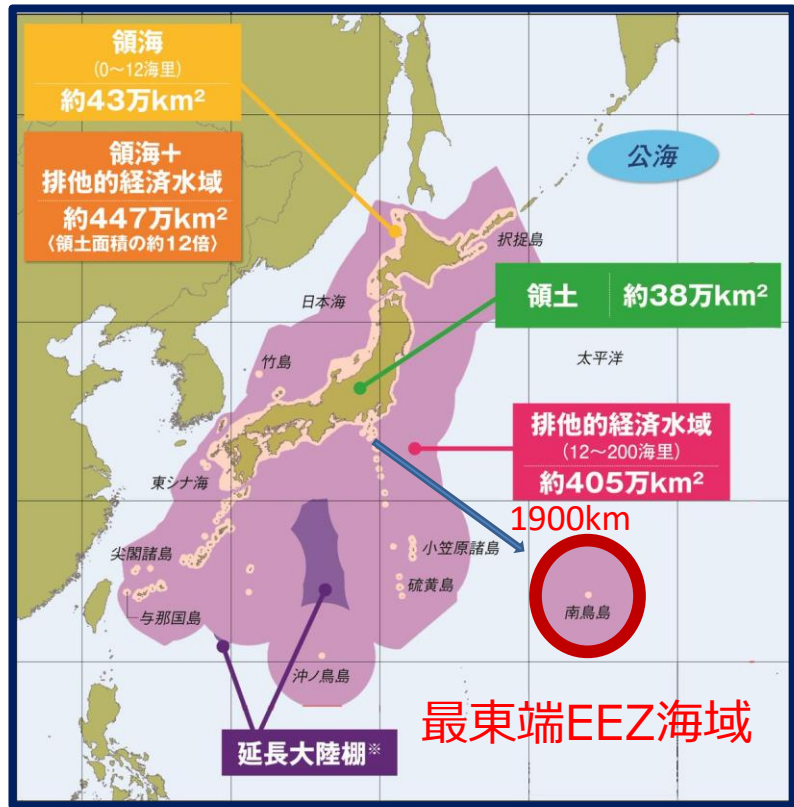 領海
(0～12海里)
約43万km²
領海＋
排他的経済水域
約447万km²
〈領土面積の約12倍〉
公海
択捉島
日本海
領土 約38万km²
竹島
太平洋
排他的経済水域
(12～200海里)
約405万km²
東シナ海
1900km
尖閣諸島
小笠原諸島
硫黄島
与那国島
南鳥島
沖ノ鳥島
最東端EEZ海域
延長大陸棚※